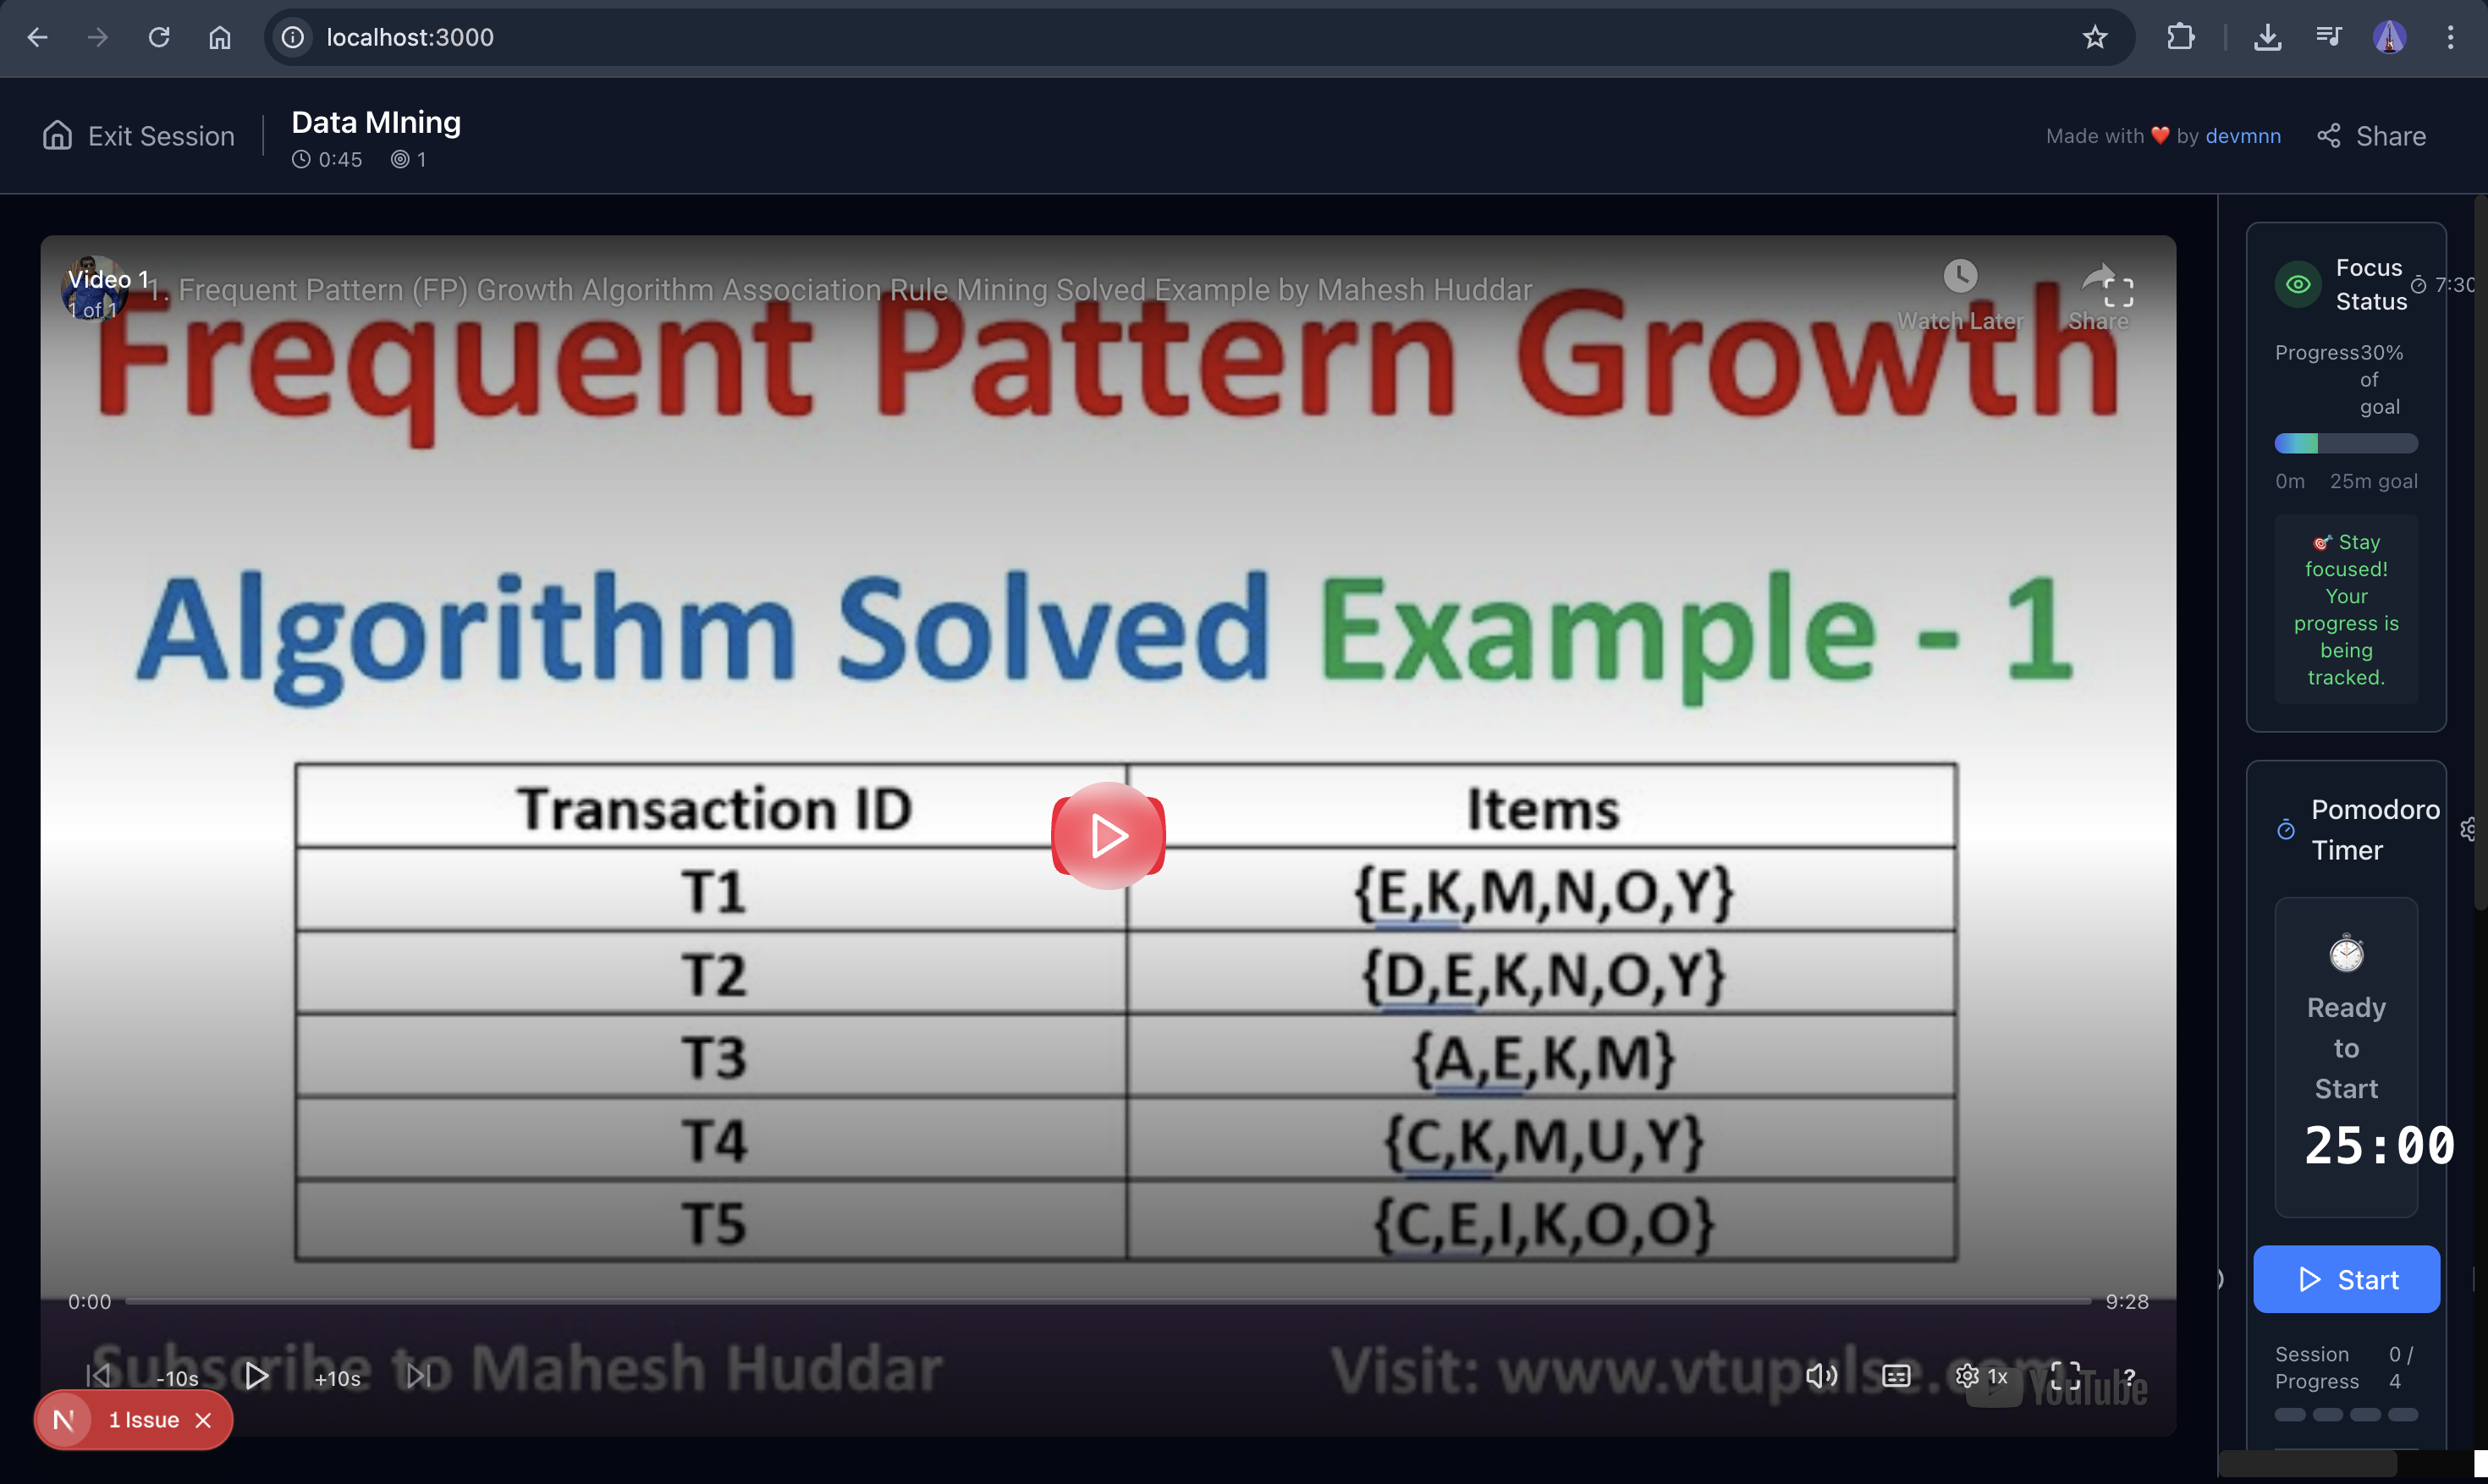 localhost:3000
Exit Session
Data MIning
0:45 1
Made with ❤️ by devmnn
Share
Video 1
1 of 1
1. Frequent Pattern (FP) Growth Algorithm Association Rule Mining Solved Example by Mahesh Huddar
Watch Later
Share
Frequent Pattern Growth
Algorithm Solved Example - 1
Transaction ID Items
T1 {E,K,M,N,O,Y}
T2 {D,E,K,N,O,Y}
T3 {A,E,K,M}
T4 {C,K,M,U,Y}
T5 {C,E,I,K,O,O}
0:00 9:28
Subscribe to Mahesh Huddar
Visit: www.vtupulse.com
-10s +10s
1x
?
YouTube
N 1 Issue
Focus
Status
7:30
Progress 30%
of
goal
0m 25m goal
🎯 Stay
focused!
Your
progress is
being
tracked.
Pomodoro
Timer
Ready
to
Start
25:00
Start
Session 0 /
Progress 4